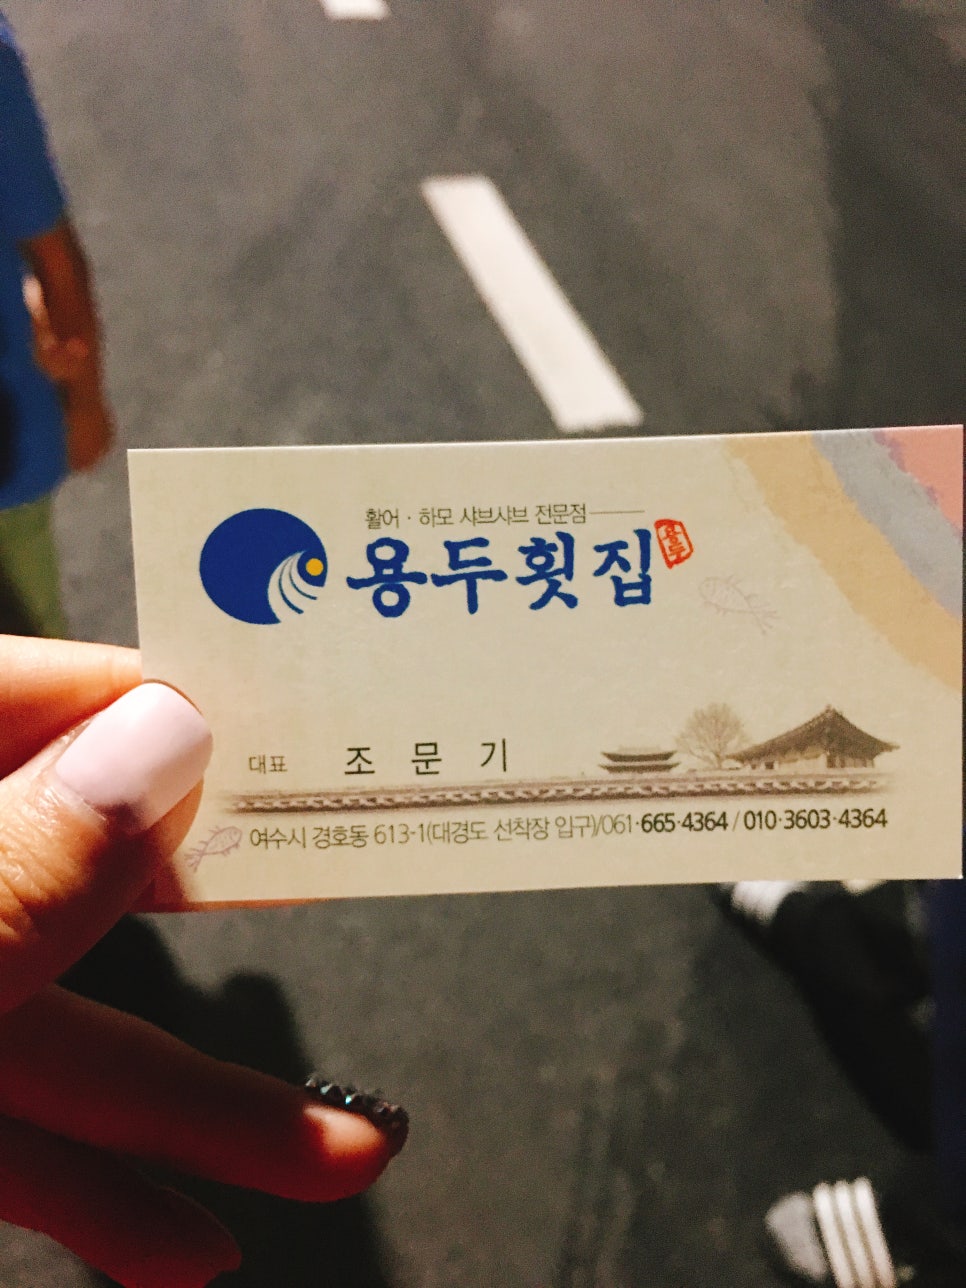 활어 · 하모 샤브샤브 전문점
용두횟집
용두
대표 조 문 기
여수시 경호동 613-1(대경도 선착장 입구)/061·665·4364 / 010·3603·4364